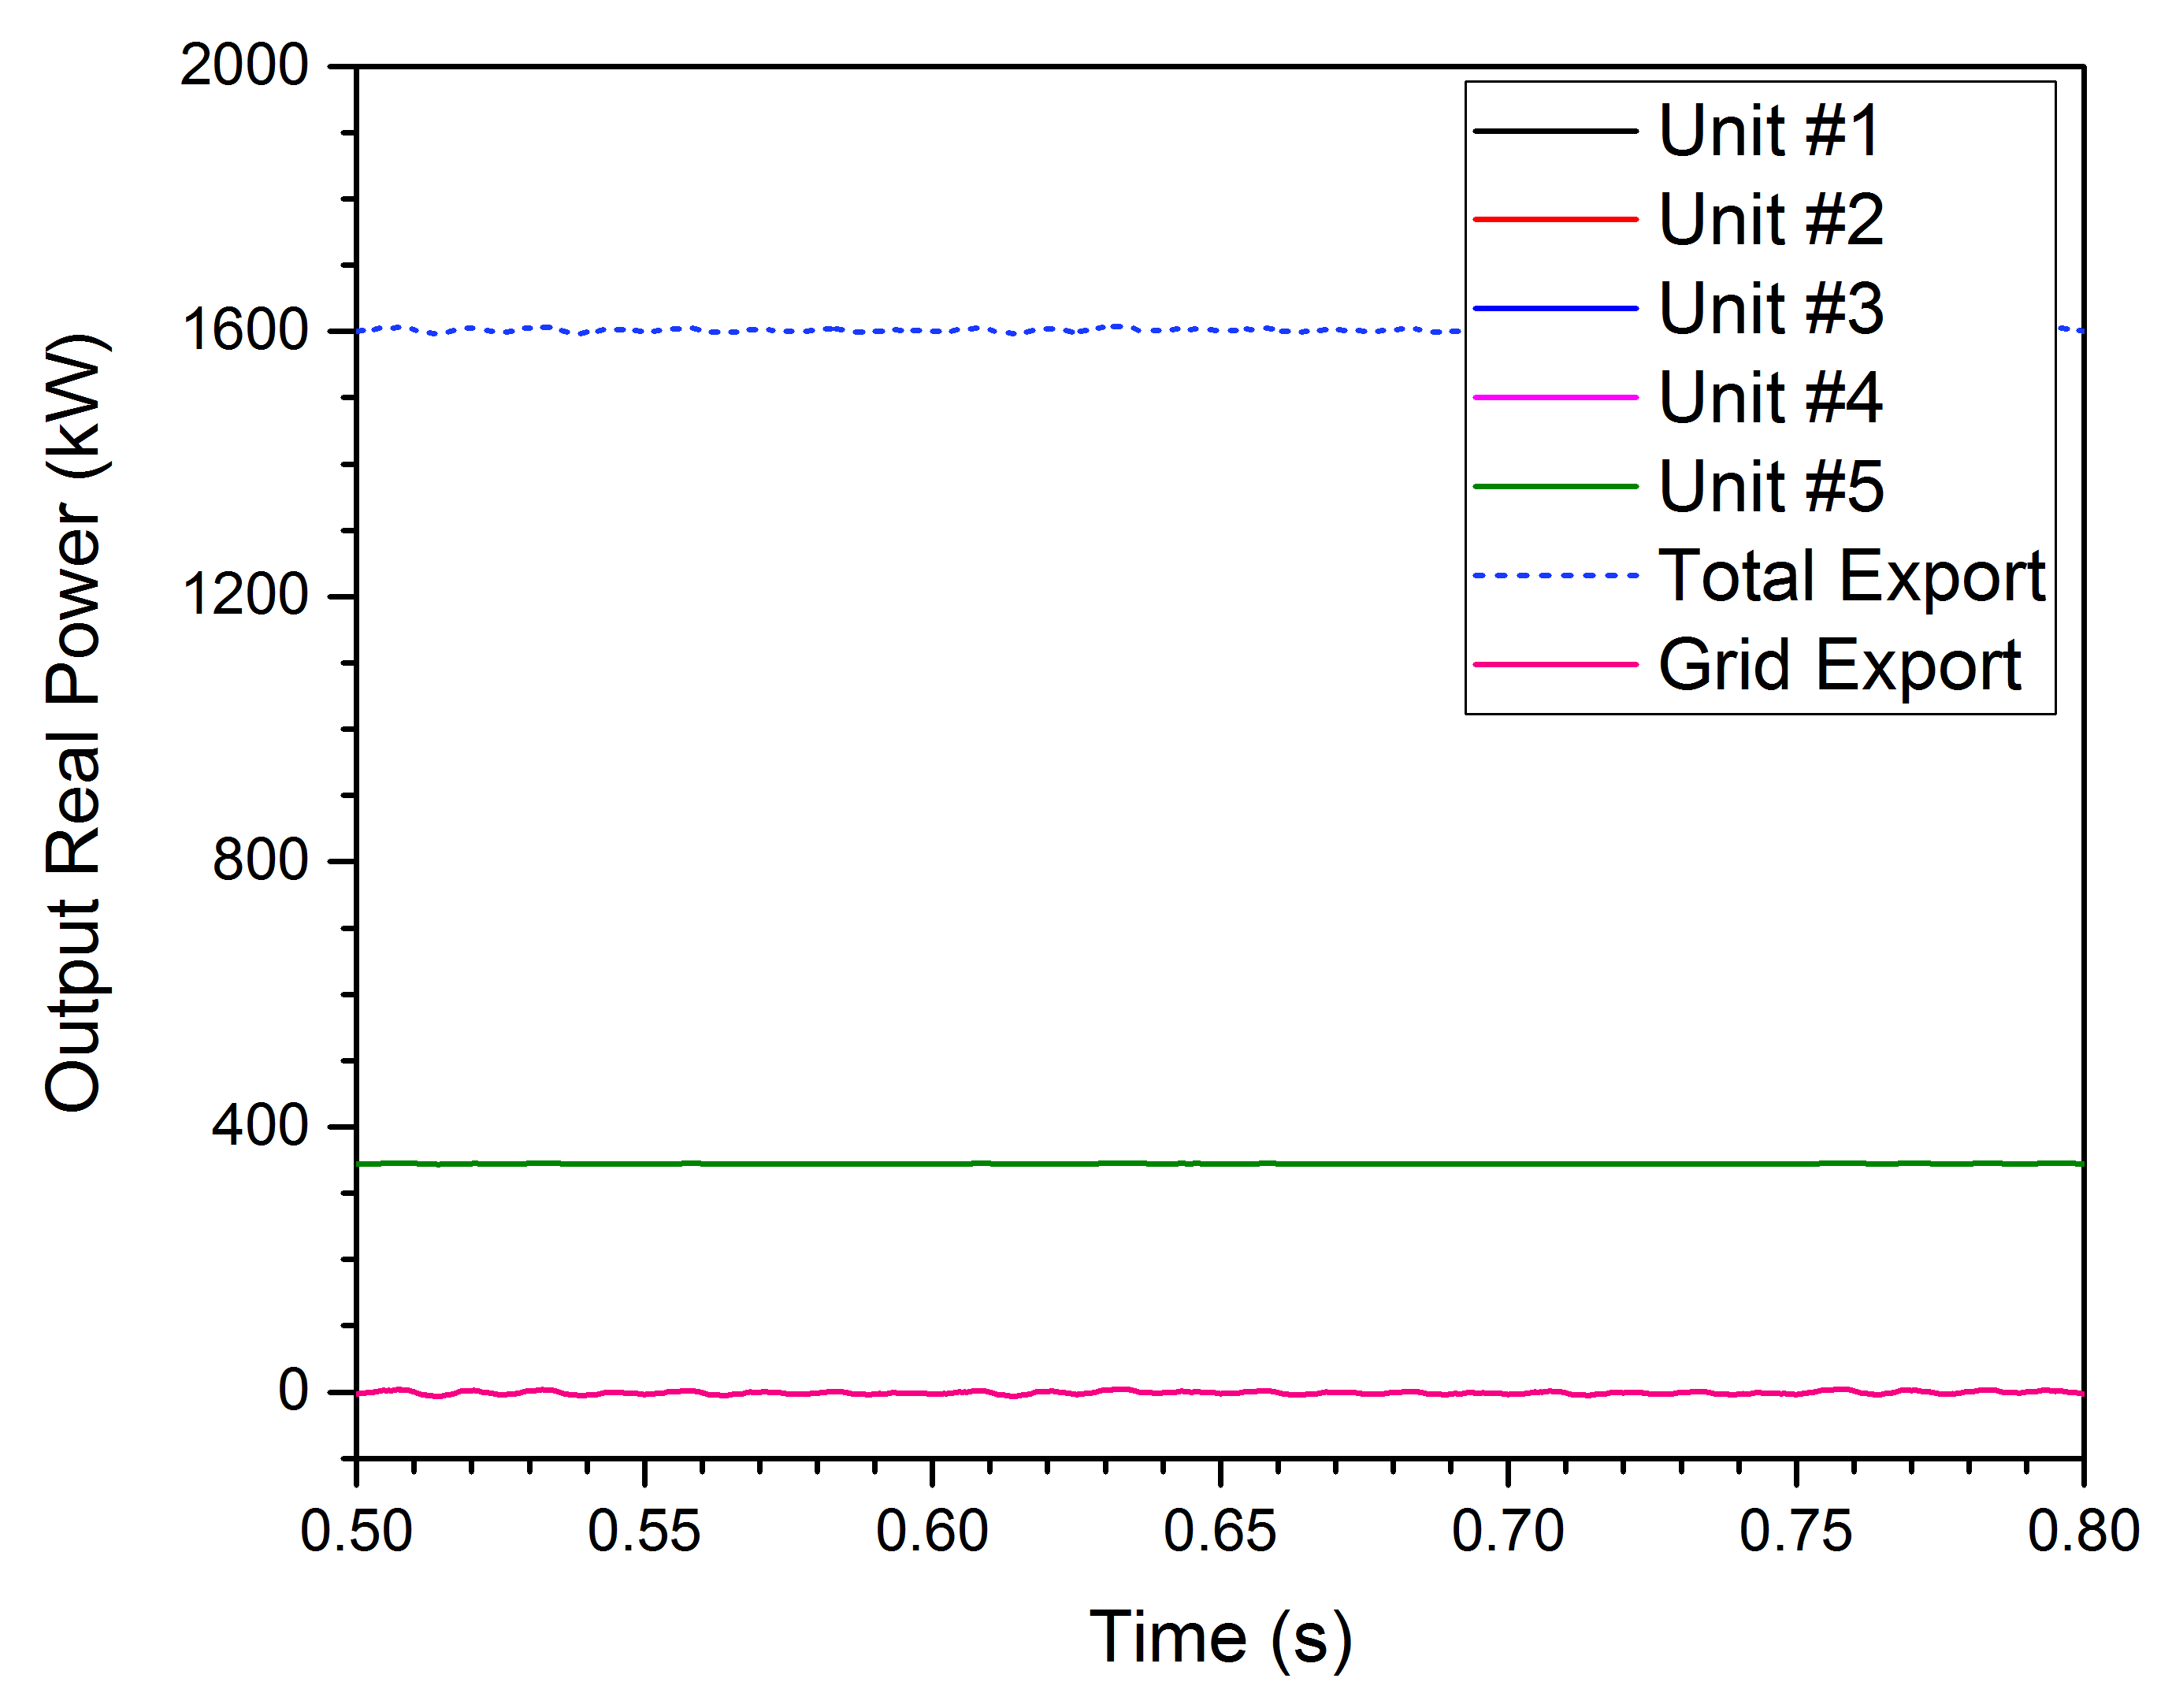 2000
1600
1200
800
400
0
Output Real Power (kW)
Unit #1
Unit #2
Unit #3
Unit #4
Unit #5
Total Export
Grid Export
0.50 0.55 0.60 0.65 0.70 0.75 0.80
Time (s)